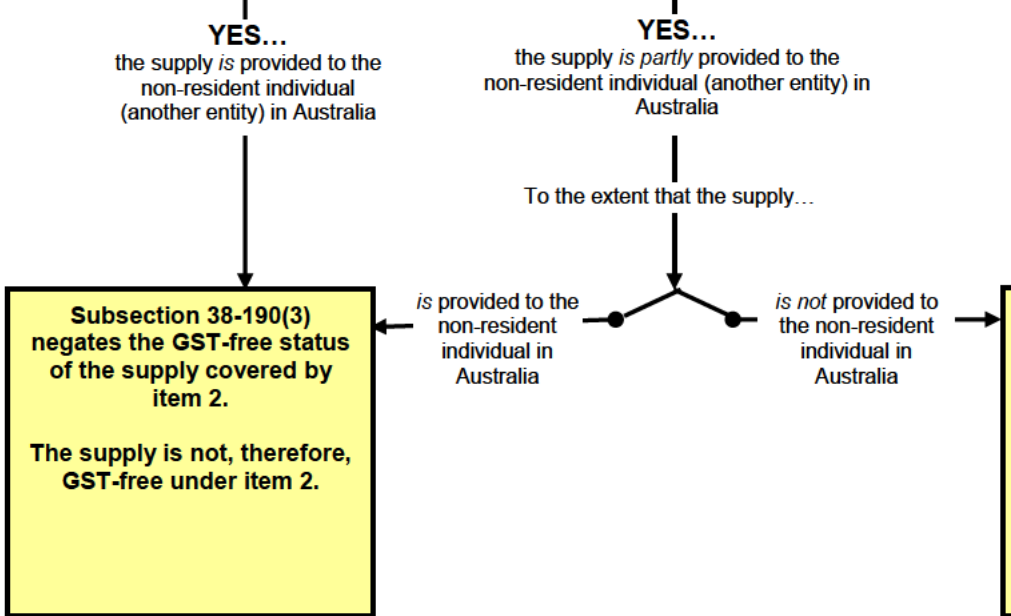 YES…
the supply is provided to the
non-resident individual
(another entity) in Australia
YES…
the supply is partly provided to the
non-resident individual (another entity) in
Australia
To the extent that the supply…
is provided to the
non-resident
individual in
Australia
is not provided to
the non-resident
individual in
Australia
Subsection 38-190(3)
negates the GST-free status
of the supply covered by
item 2.
The supply is not, therefore,
GST-free under item 2.